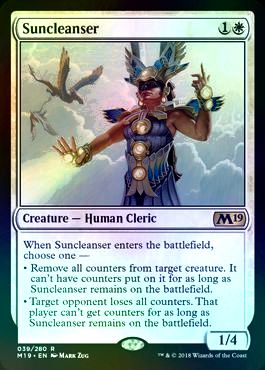 Suncleanser 1
Creature — Human Cleric M19
When Suncleanser enters the battlefield,
choose one —
• Remove all counters from target creature. It
can't have counters put on it for as long as
Suncleanser remains on the battlefield.
• Target opponent loses all counters. That
player can't get counters for as long as
Suncleanser remains on the battlefield.
1/4
039/280 R
M19 • EN Mark Zug
™ & © 2018 Wizards of the Coast